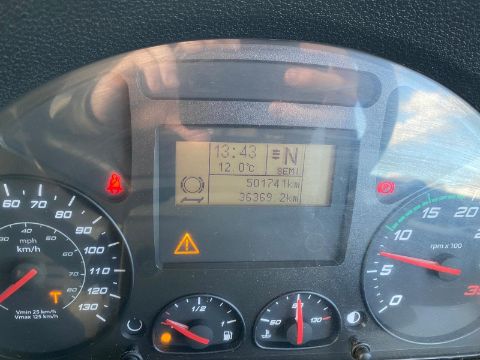 13:43 N
12.0°C SEMI
501741km
36369.2km
60 70 80 90 100 110 120 130
30 40 50 60 70 80
mph
km/h
Vmin 25 km/h
Vmax 125 km/h
1/2
1
90
130
5 10 15 20
0
rpm x 100